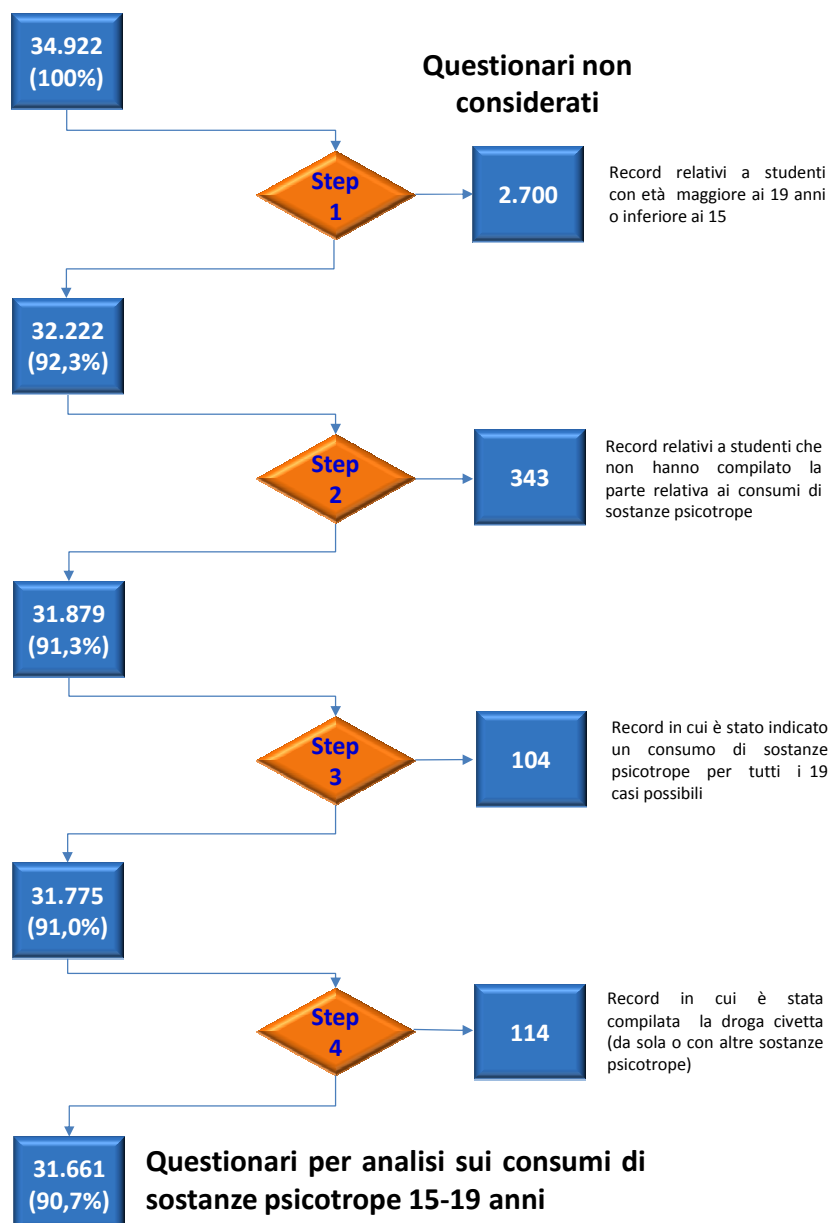 34.922
(100%)
Questionari non
considerati
Step
1
2.700
Record relativi a studenti
con età maggiore ai 19 anni
o inferiore ai 15
32.222
(92,3%)
Step
2
343
Record relativi a studenti che
non hanno compilato la
parte relativa ai consumi di
sostanze psicotrope
31.879
(91,3%)
Step
3
104
Record in cui è stato indicato
un consumo di sostanze
psicotrope per tutti i 19
casi possibili
31.775
(91,0%)
Step
4
114
Record in cui è stata
compilata la droga civetta
(da sola o con altre sostanze
psicotrope)
31.661
(90,7%)
Questionari per analisi sui consumi di
sostanze psicotrope 15-19 anni